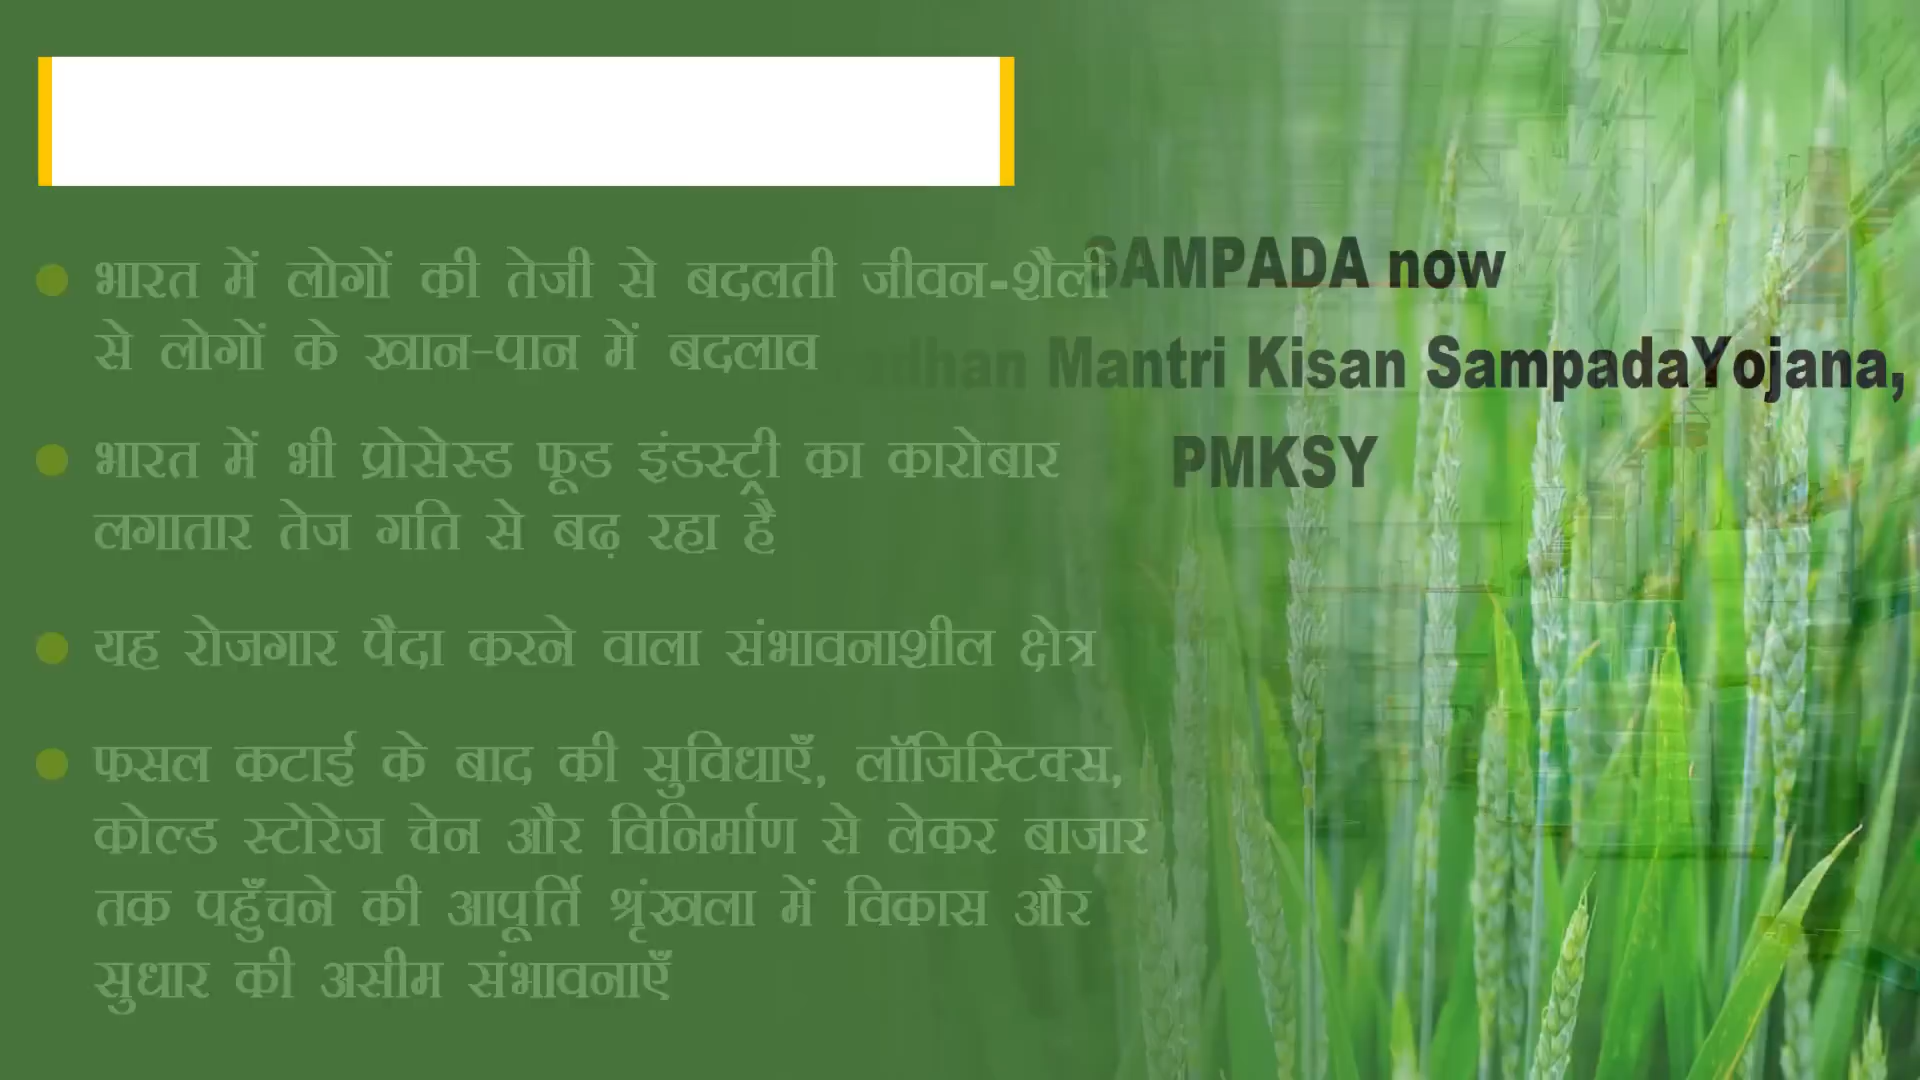 भारत में लोगों की तेजी से बदलती जीवन-शैली
से लोगों के खान-पान में बदलाव
भारत में भी प्रोसेस्ड फूड इंडस्ट्री का कारोबार
लगातार तेज गति से बढ़ रहा है
यह रोजगार पैदा करने वाला संभावनाशील क्षेत्र
फसल कटाई के बाद की सुविधाएँ, लॉजिस्टिक्स,
कोल्ड स्टोरेज चेन और विनिर्माण से लेकर बाजार
तक पहुँचने की आपूर्ति श्रृंखला में विकास और
सुधार की असीम संभावनाएँ
SAMPADA now
Mantri Kisan SampadaYojana,
PMKSY